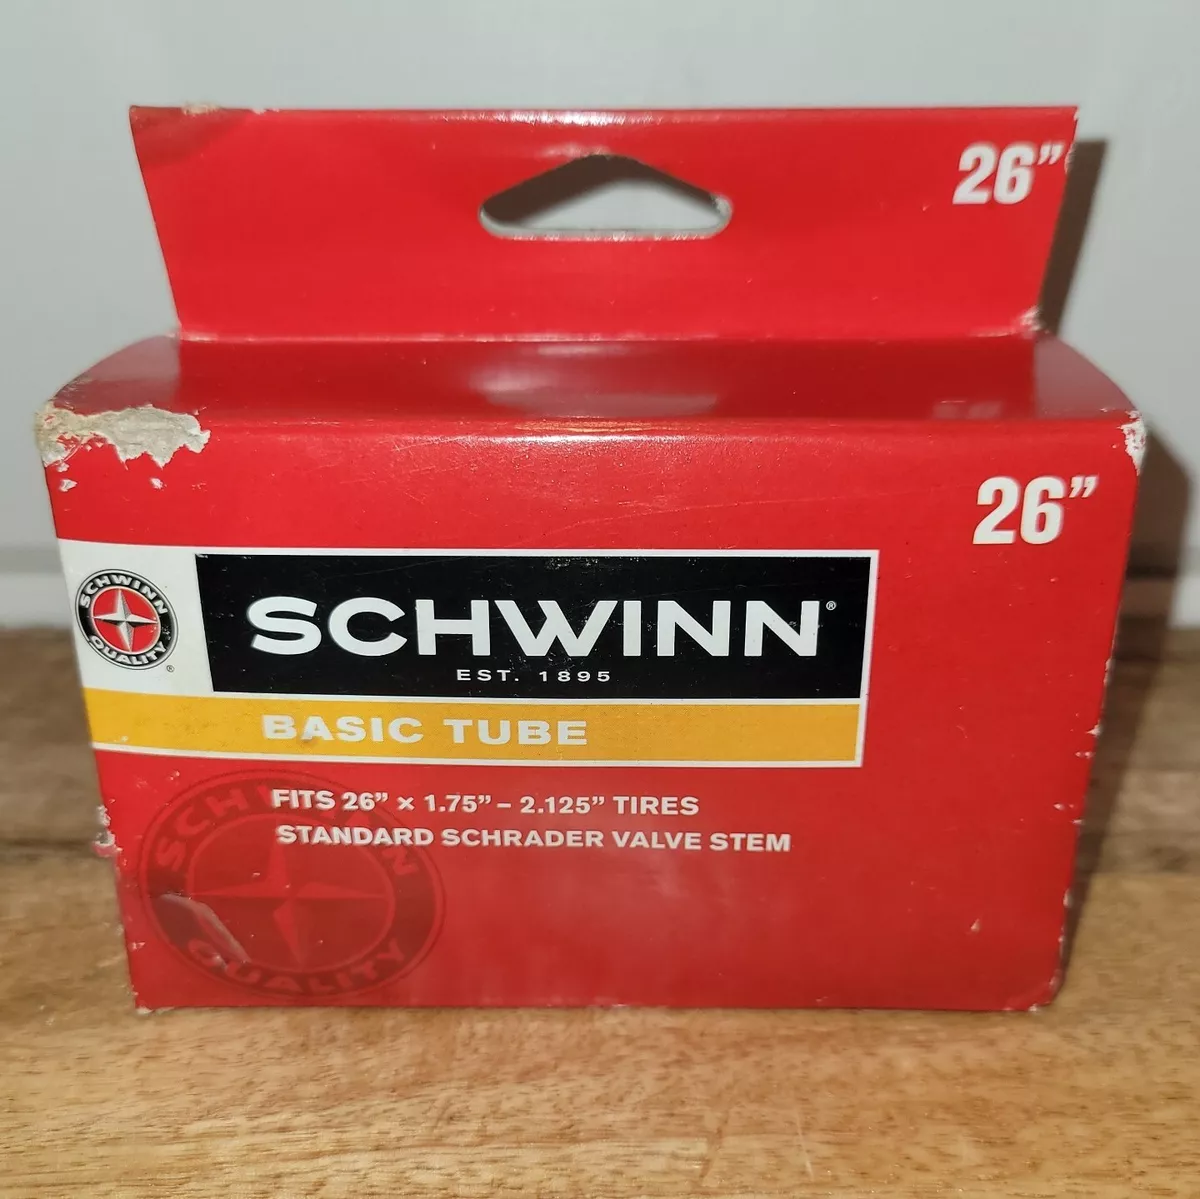 26”
26”
SCHWINN
QUALITY
®
SCHWINN®
EST. 1895
BASIC TUBE
FITS 26” × 1.75” – 2.125” TIRES
STANDARD SCHRADER VALVE STEM
SCHWINN
QUALITY